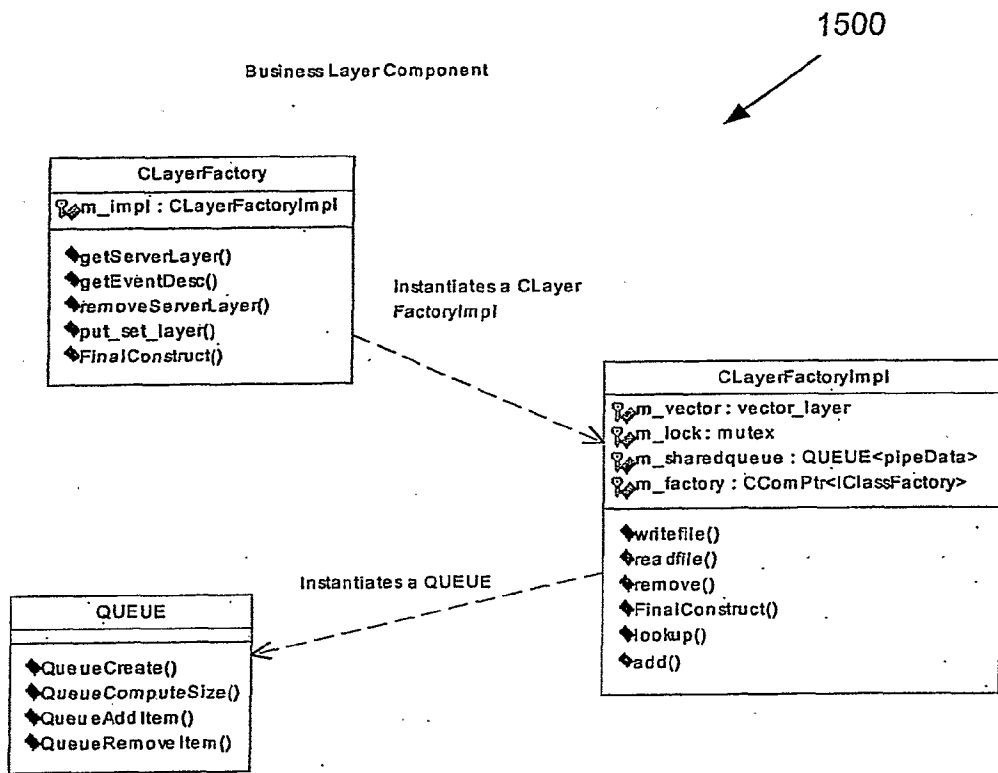 1500
Business Layer Component
CLayerFactory
m_impl : CLayerFactoryImpl
getServerLayer()
getEventDesc()
removeServerLayer()
put_set_layer()
FinalConstruct()
Instantiates a CLayer
FactoryImpl
CLayerFactoryImpl
m_vector : vector_layer
m_lock : mutex
m_sharedqueue : QUEUE<pipeData>
m_factory : CComPtr<IClassFactory>
writefile()
readfile()
remove()
FinalConstruct()
lookup()
add()
Instantiates a QUEUE
QUEUE
QueueCreate()
QueueComputeSize()
QueueAddItem()
QueueRemoveItem()